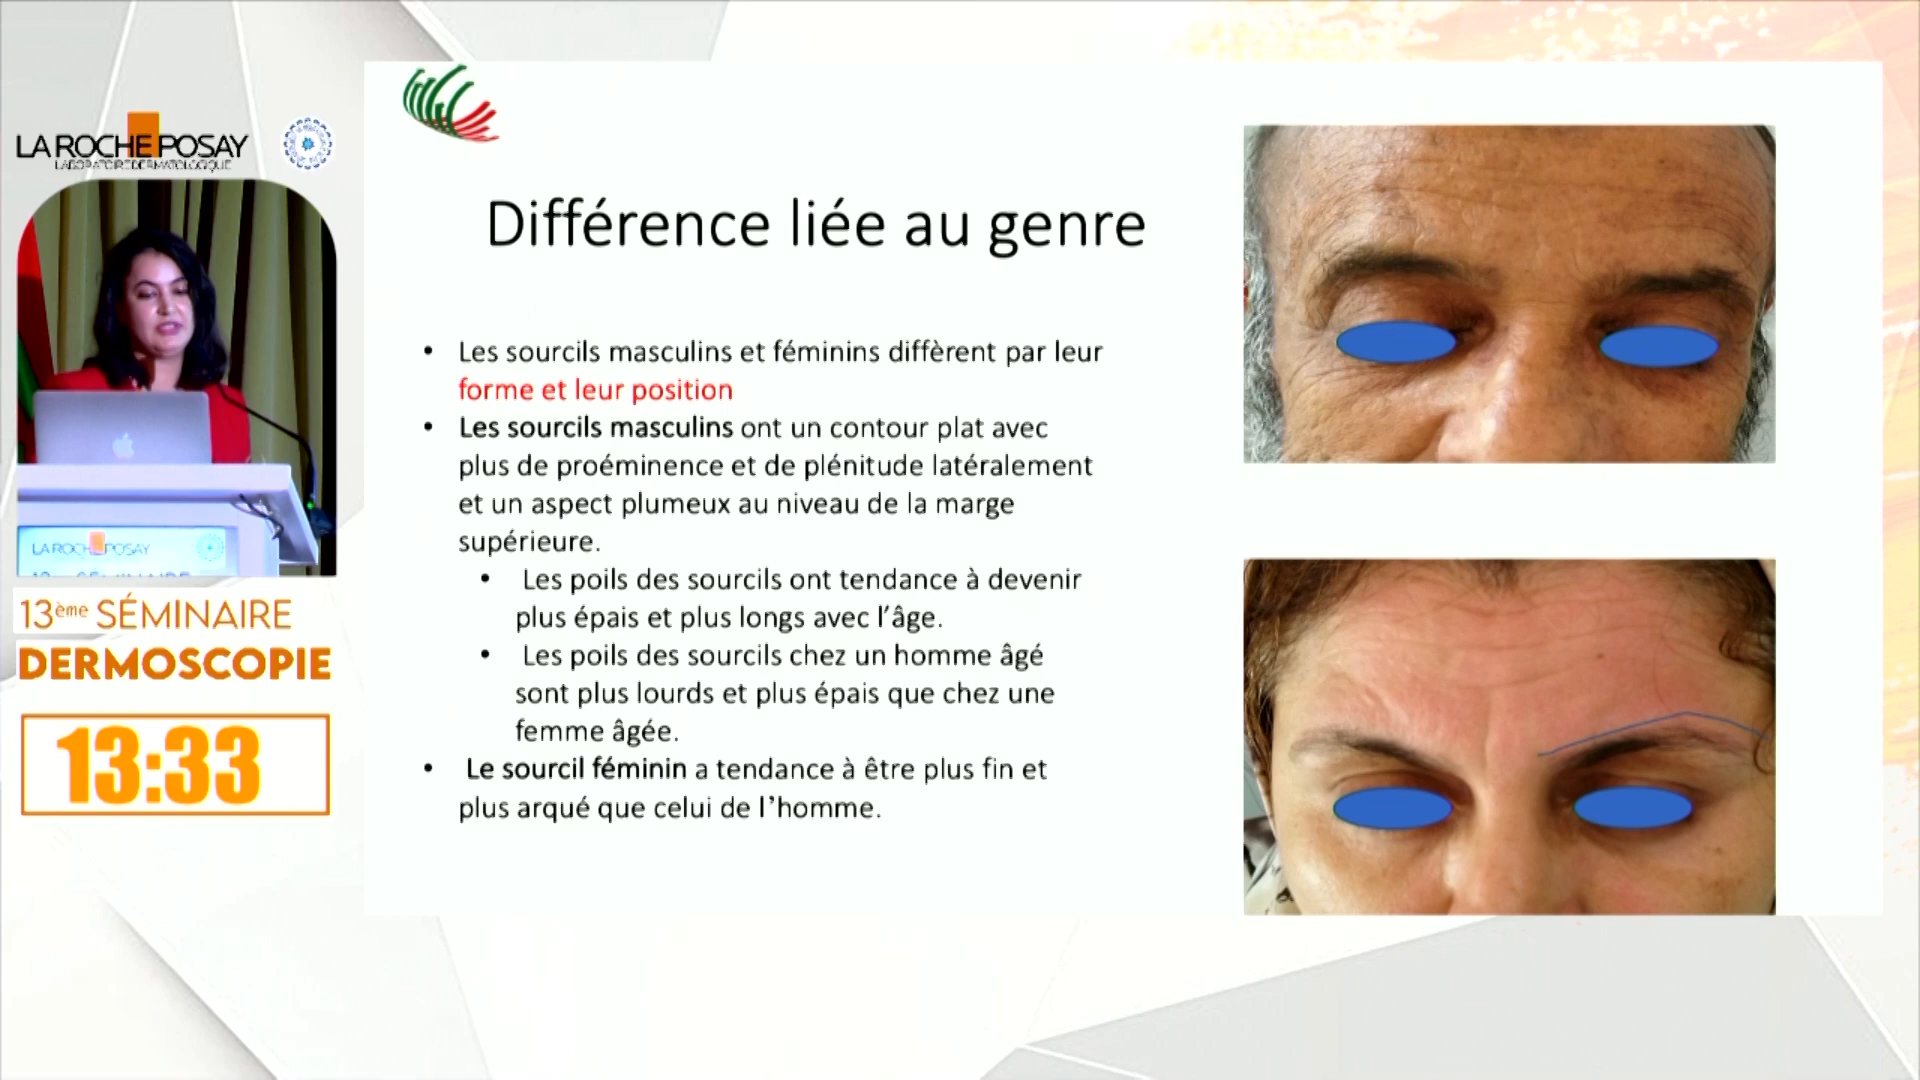 LA ROCHE POSAY
LABORATOIRE DERMATOLOGIQUE
LA ROCHE POSAY
13ème SÉMINAIRE
DERMOSCOPIE
13:33
Différence liée au genre
• Les sourcils masculins et féminins diffèrent par leur
forme et leur position
• Les sourcils masculins ont un contour plat avec
plus de proéminence et de plénitude latéralement
et un aspect plumeux au niveau de la marge
supérieure.
• Les poils des sourcils ont tendance à devenir
plus épais et plus longs avec l’âge.
• Les poils des sourcils chez un homme âgé
sont plus lourds et plus épais que chez une
femme âgée.
• Le sourcil féminin a tendance à être plus fin et
plus arqué que celui de l’homme.